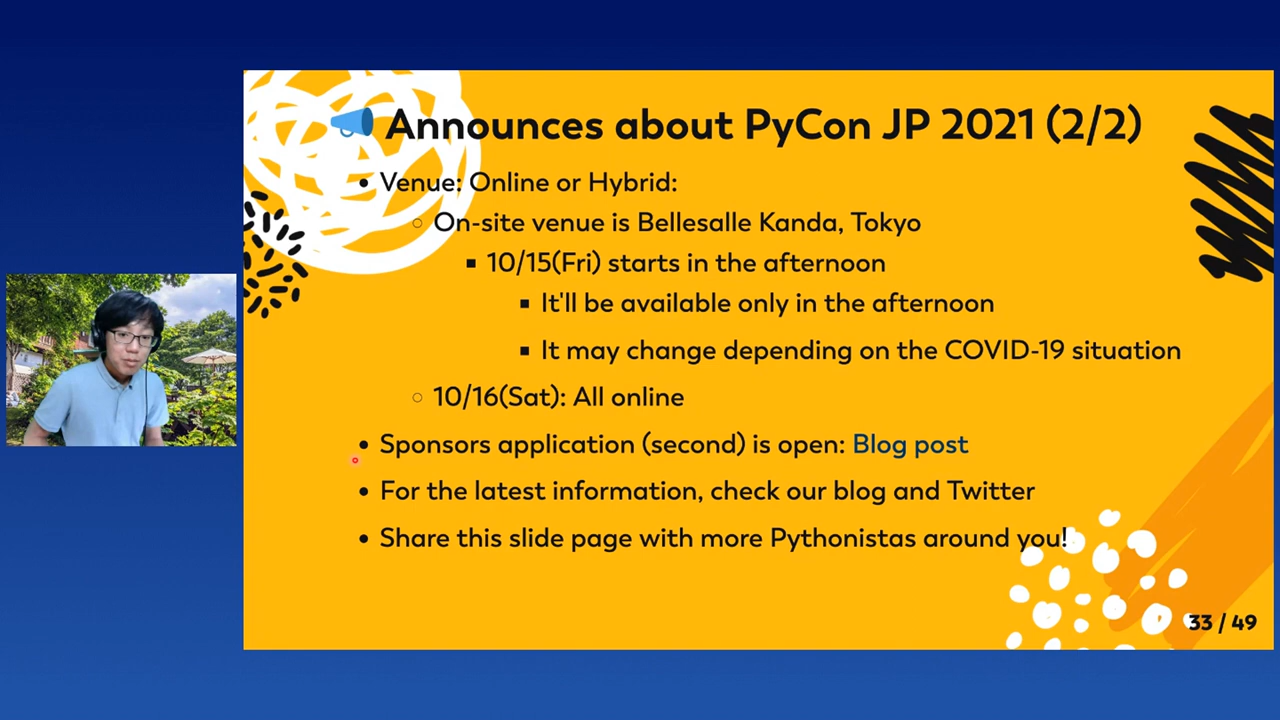 Announces about PyCon JP 2021 (2/2)
Venue: Online or Hybrid:
On-site venue is Bellesalle Kanda, Tokyo
10/15(Fri) starts in the afternoon
It'll be available only in the afternoon
It may change depending on the COVID-19 situation
10/16(Sat): All online
Sponsors application (second) is open: Blog post
For the latest information, check our blog and Twitter
Share this slide page with more Pythonistas around you!
33 / 49